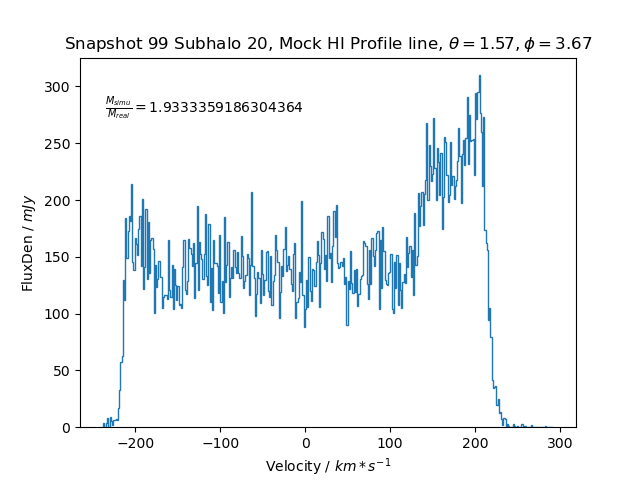 Snapshot 99 Subhalo 20, Mock HI Profile line, θ = 1.57, ϕ = 3.67
M_simu/M_real = 1.9333359186304364
FluxDen / mJy
300
250
200
150
100
50
0
−200 −100 0 100 200 300
Velocity / km * s⁻¹